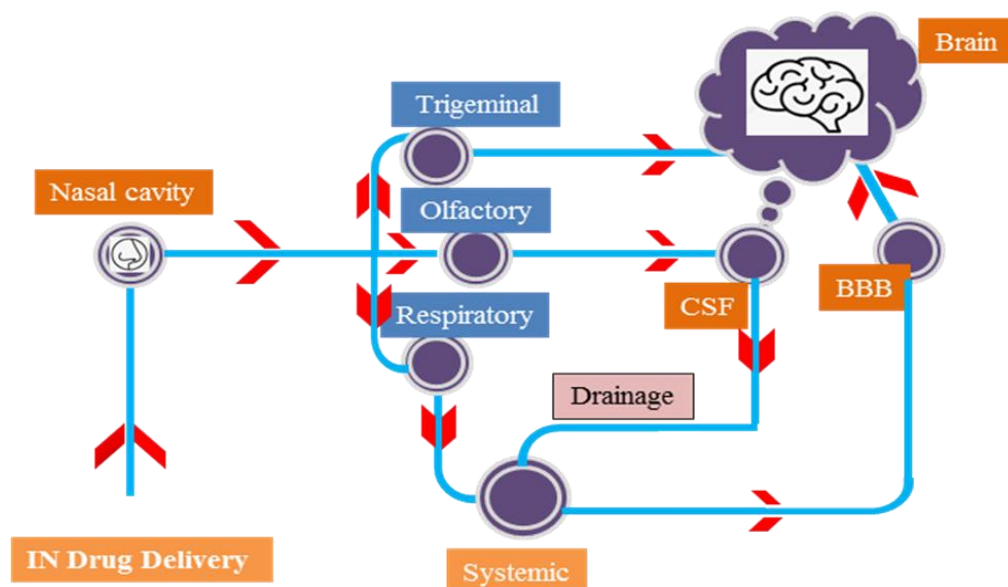 Brain
Trigeminal
Nasal cavity
Olfactory
Respiratory
CSF
BBB
Drainage
IN Drug Delivery
Systemic